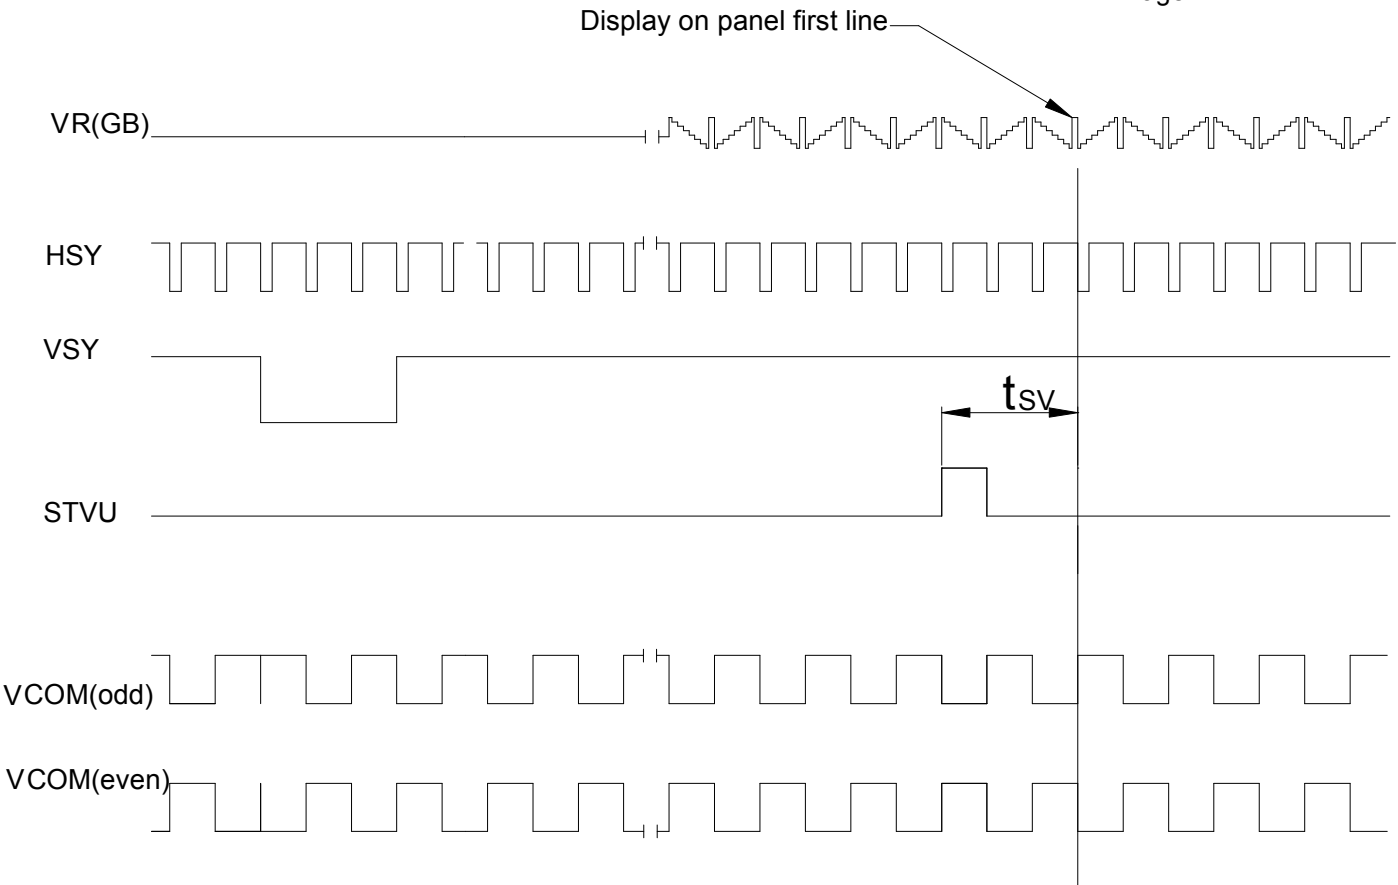 Display on panel first line
VR(GB)
HSY
VSY
tSV
STVU
VCOM(odd)
VCOM(even)